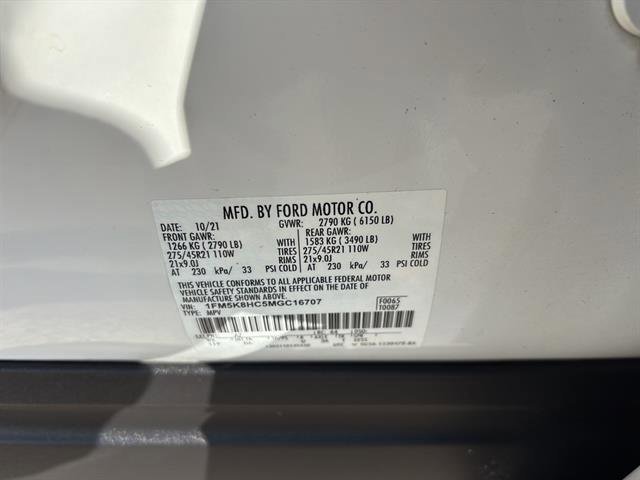 MFD. BY FORD MOTOR CO.
DATE: 10/21 GVWR: 2790 KG (6150 LB)
FRONT GAWR: REAR GAWR:
1266 KG (2790 LB) WITH 1583 KG (3490 LB) WITH
275/45R21 110W TIRES 275/45R21 110W TIRES
21x9.0J RIMS 21x9.0J RIMS
AT 230 kPa/ 33 PSI COLD AT 230 kPa/ 33 PSI COLD
THIS VEHICLE CONFORMS TO ALL APPLICABLE FEDERAL MOTOR
VEHICLE SAFETY STANDARDS IN EFFECT ON THE DATE OF MANUFACTURE SHOWN ABOVE.
VIN: 1FM5K8HC5MGC16707 F0065
TYPE: MPV T0087